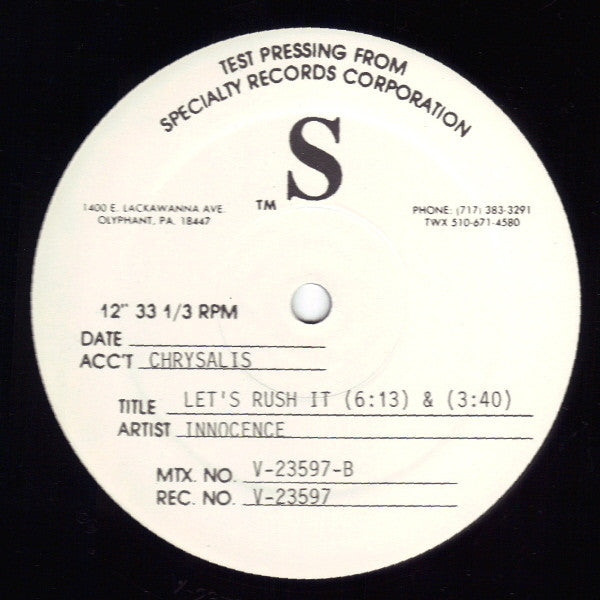 TEST PRESSING FROM
SPECIALTY RECORDS CORPORATION
S
TM
1400 E. LACKAWANNA AVE.
OLYPHANT, PA. 18447
PHONE: (717) 383-3291
TWX 510-671-4580
12" 33 1/3 RPM
DATE
ACC'T CHRYSALIS
TITLE LET'S RUSH IT (6:13) & (3:40)
ARTIST INNOCENCE
MTX. NO. V-23597-B
REC. NO. V-23597